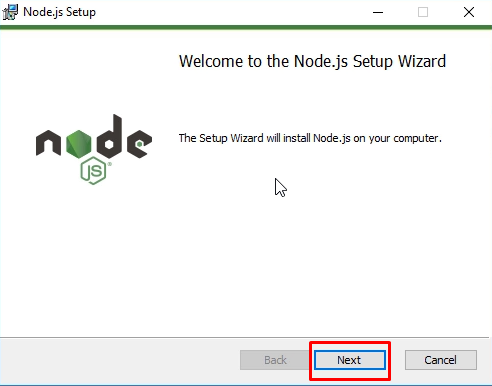 Node.js Setup
Welcome to the Node.js Setup Wizard
The Setup Wizard will install Node.js on your computer.
node
JS®
Back
Next
Cancel